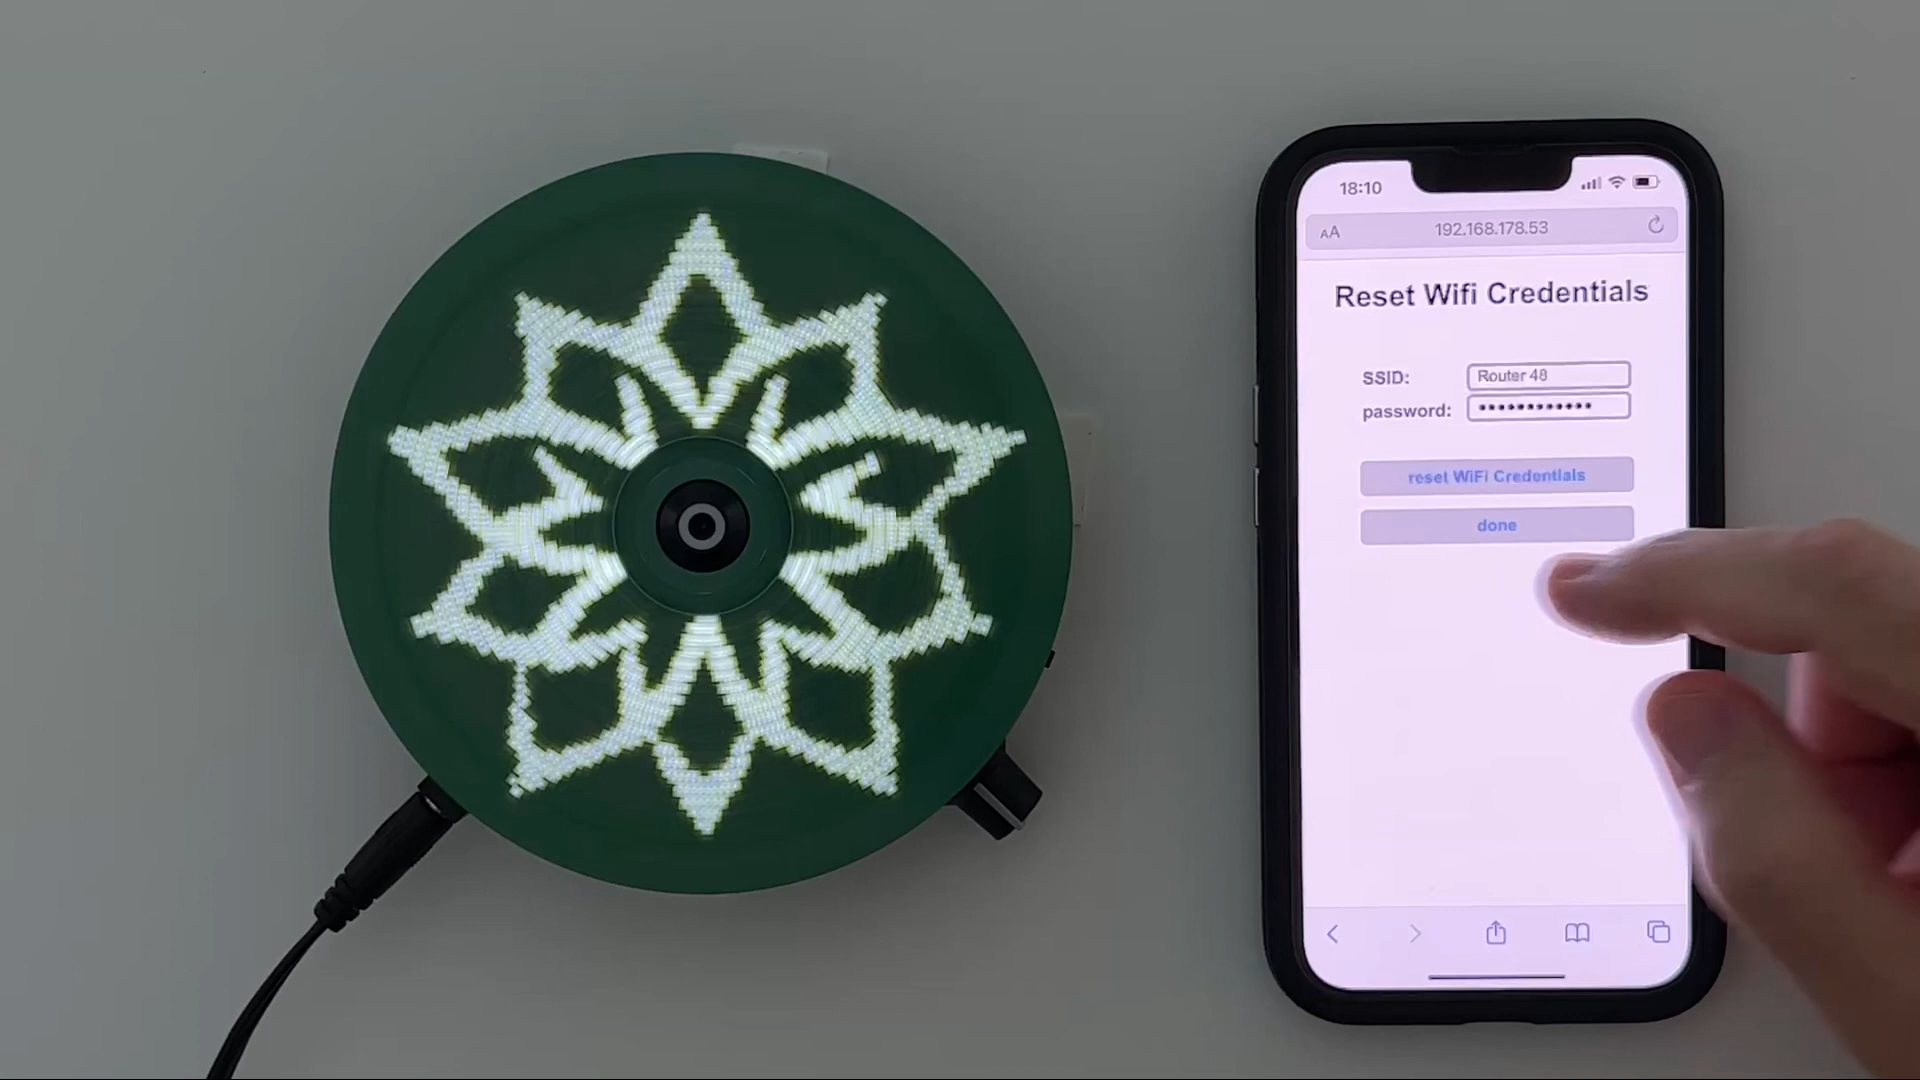 18:10
AA 192.168.178.53
Reset Wifi Credentials
SSID: Router 48
password: ••••••••••••
reset WiFi Credentials
done